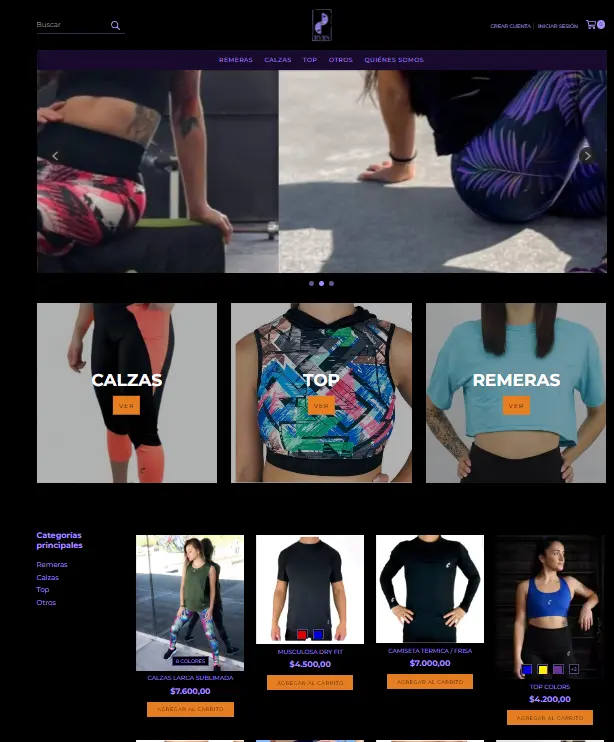 Buscar
CREAR CUENTA | INICIAR SESIÓN
0
REMERAS CALZAS TOP OTROS QUIÉNES SOMOS
CALZAS
VER
TOP
VER
REMERAS
VER
Categorías
principales
Remeras
Calzas
Top
Otros
8 COLORES
CALZAS LARGA SUBLIMADA
$7.600,00
AGREGAR AL CARRITO
MUSCULOSA DRY FIT
$4.500,00
AGREGAR AL CARRITO
CAMISETA TERMICA / FRISA
$7.000,00
AGREGAR AL CARRITO
+3
TOP COLORS
$4.200,00
AGREGAR AL CARRITO